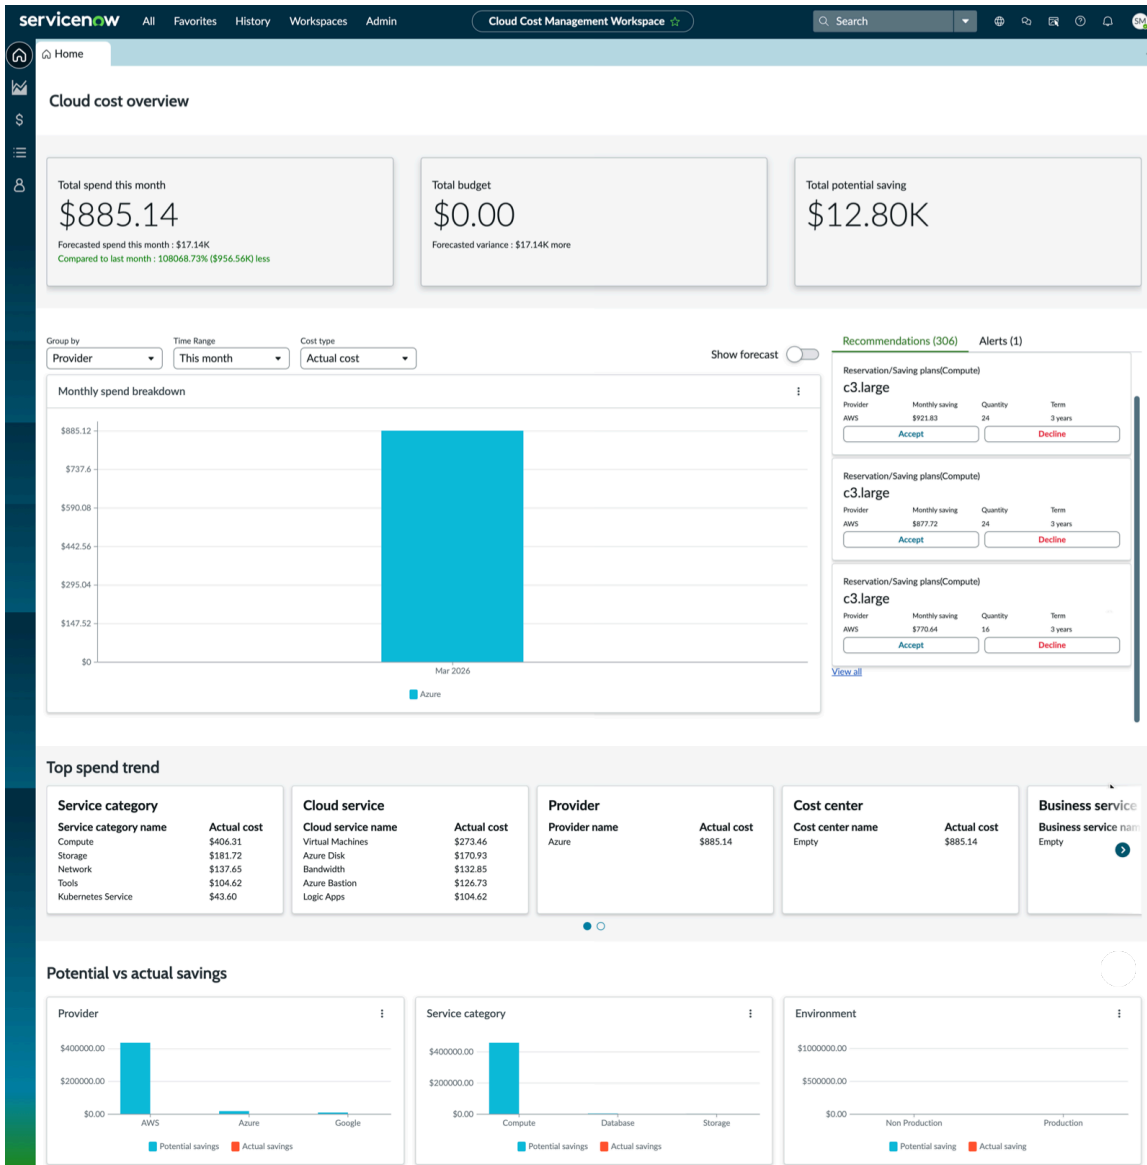 servicenow All Favorites History Workspaces Admin Cloud Cost Management Workspace Search SM
Home
Cloud cost overview
Total spend this month
$885.14
Forecasted spend this month : $17.14K
Compared to last month : 108068.73% ($956.56K) less
Total budget
$0.00
Forecasted variance : $17.14K more
Total potential saving
$12.80K
Group by
Provider
Time Range
This month
Cost type
Actual cost
Show forecast
Monthly spend breakdown
$885.12
$737.6
$590.08
$442.56
$295.04
$147.52
$0
Mar 2026
Azure
Recommendations (306) Alerts (1)
Reservation/Saving plans(Compute)
c3.large
Provider Monthly saving Quantity Term
AWS $921.83 24 3 years
Accept Decline
Reservation/Saving plans(Compute)
c3.large
Provider Monthly saving Quantity Term
AWS $877.72 24 3 years
Accept Decline
Reservation/Saving plans(Compute)
c3.large
Provider Monthly saving Quantity Term
AWS $770.64 16 3 years
Accept Decline
View all
Top spend trend
Service category
Service category name Actual cost
Compute $406.31
Storage $181.72
Network $137.65
Tools $104.62
Kubernetes Service $43.60
Cloud service
Cloud service name Actual cost
Virtual Machines $273.46
Azure Disk $170.93
Bandwidth $132.85
Azure Bastion $126.73
Logic Apps $104.62
Provider
Provider name Actual cost
Azure $885.14
Cost center
Cost center name Actual cost
Empty $885.14
Business service
Business service nam
Empty
Potential vs actual savings
Provider
$400000.00
$200000.00
$0.00
AWS Azure Google
Potential savings Actual savings
Service category
$400000.00
$200000.00
$0.00
Compute Database Storage
Potential savings Actual savings
Environment
$1000000.00
$500000.00
$0.00
Non Production Production
Potential saving Actual saving